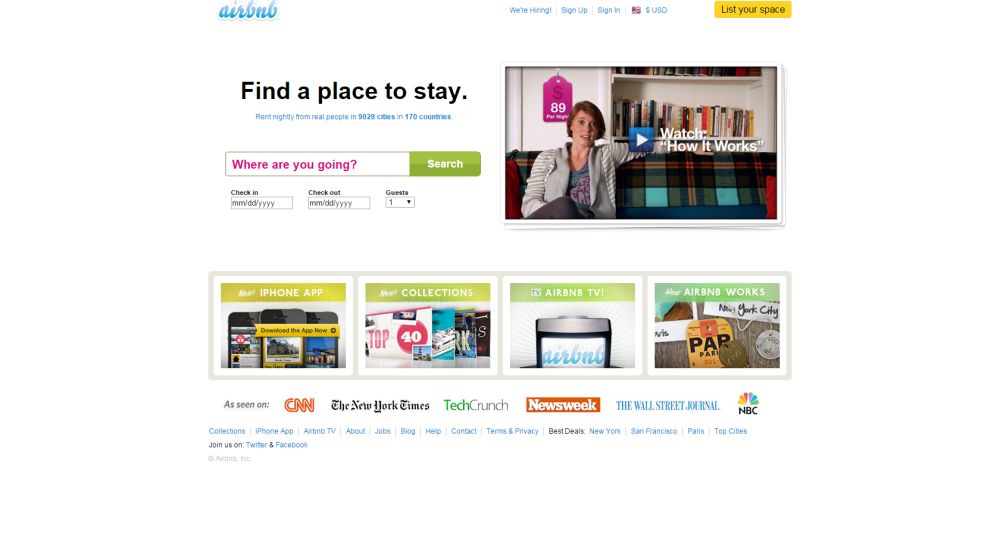 airbnb
We're Hiring! Sign Up Sign In $ USD
List your space
Find a place to stay.
Rent nightly from real people in 9028 cities in 170 countries.
Where are you going? Search
Check in Check out Guests
mm/dd/yyyy mm/dd/yyyy 1
$
89
Per Night
Watch:
"How It Works"
New! IPHONE APP
Download the App Now
New! COLLECTIONS
TOP 40
TV AIRBNB TV!
airbnb
How AIRBNB WORKS
New York City
PAR
PARIS
As seen on: CNN The New York Times TechCrunch Newsweek THE WALL STREET JOURNAL. NBC
Collections iPhone App Airbnb TV About Jobs Blog Help Contact Terms & Privacy Best Deals: New York San Francisco Paris Top Cities
Join us on: Twitter & Facebook
© Airbnb, Inc.